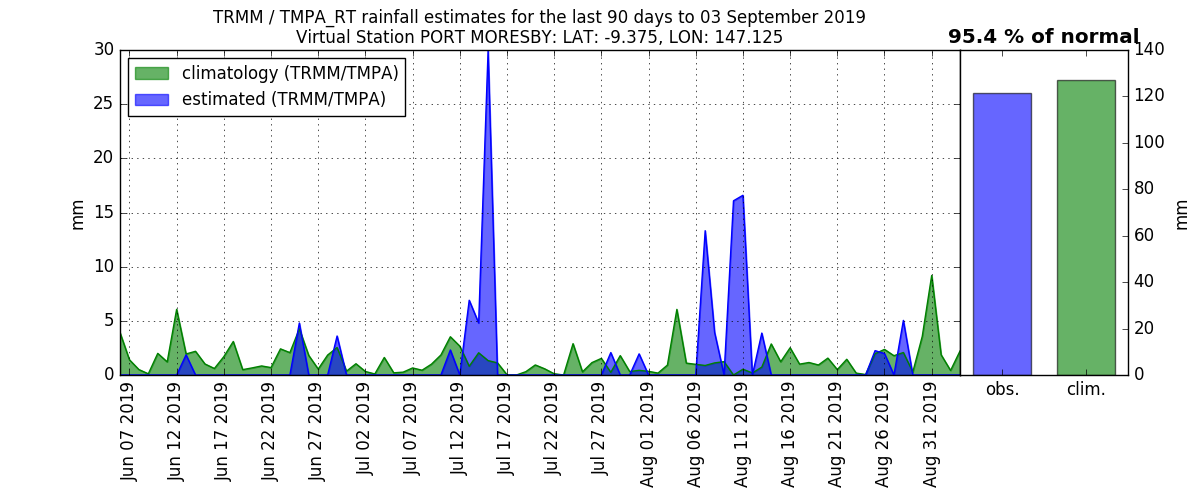 TRMM / TMPA_RT rainfall estimates for the last 90 days to 03 September 2019
Virtual Station PORT MORESBY: LAT: -9.375, LON: 147.125
95.4 % of normal
climatology (TRMM/TMPA)
estimated (TRMM/TMPA)
30
25
20
15
10
5
0
mm
140
120
100
80
60
40
20
0
mm
Jun 07 2019
Jun 12 2019
Jun 17 2019
Jun 22 2019
Jun 27 2019
Jul 02 2019
Jul 07 2019
Jul 12 2019
Jul 17 2019
Jul 22 2019
Jul 27 2019
Aug 01 2019
Aug 06 2019
Aug 11 2019
Aug 16 2019
Aug 21 2019
Aug 26 2019
Aug 31 2019
obs.
clim.